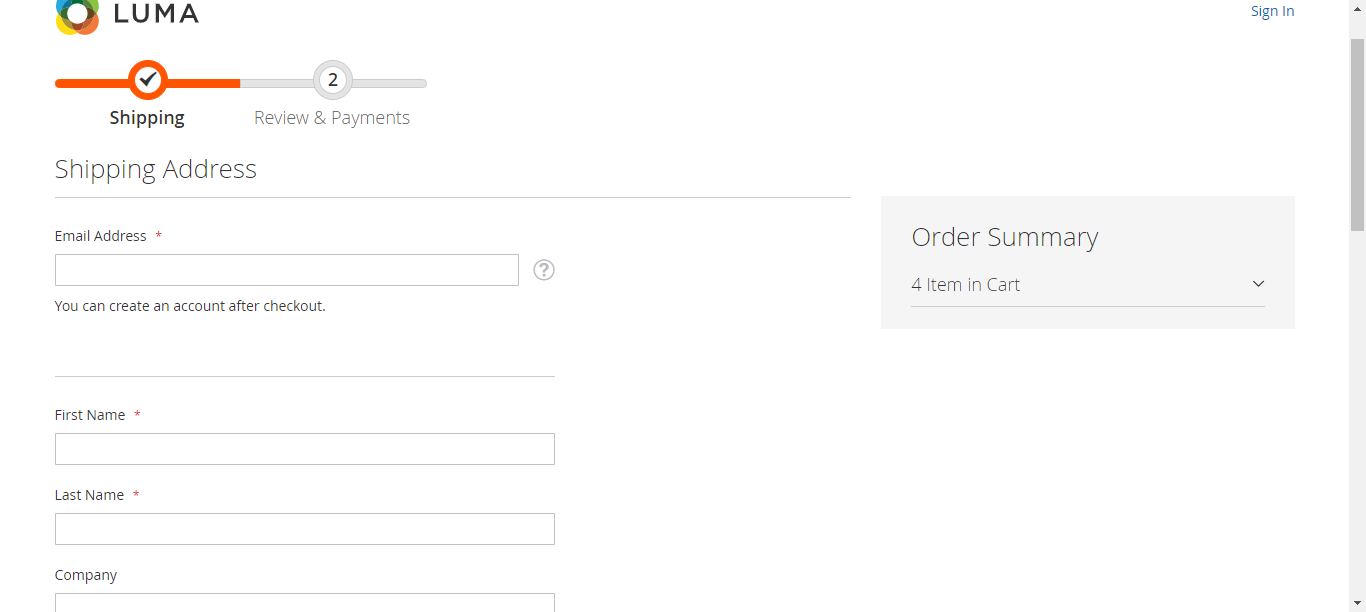 LUMA
Sign In
2
Shipping
Review & Payments
Shipping Address
Email Address *
?
You can create an account after checkout.
Order Summary
4 Item in Cart
First Name *
Last Name *
Company